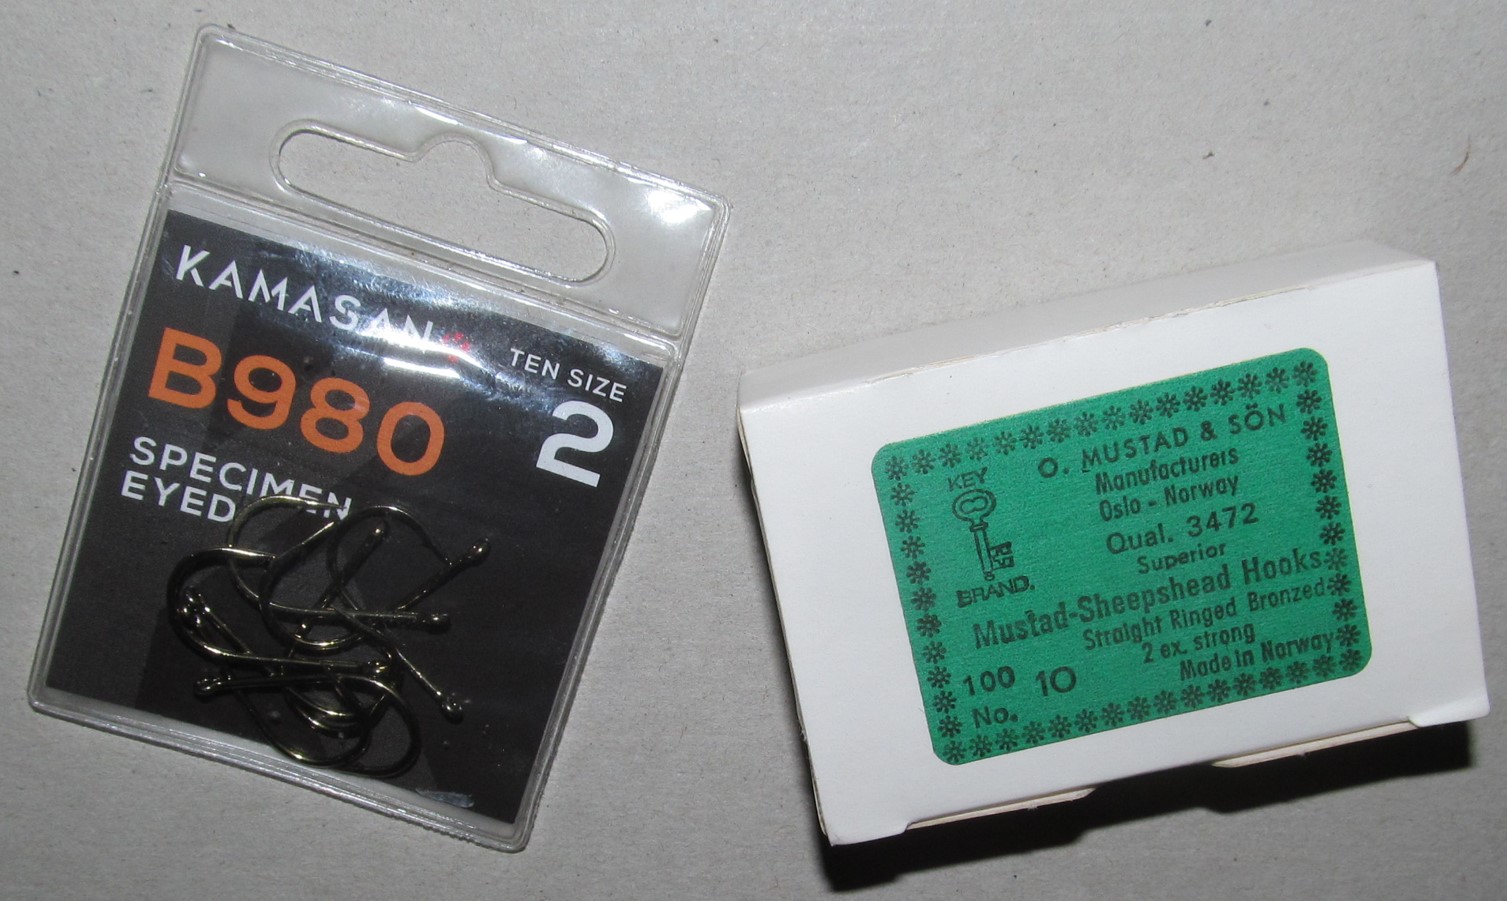 KAMASAN
B980
TEN SIZE
2
SPECIMEN
EYED
KEY
BRAND.
O. MUSTAD & SÖN
Manufacturers
Oslo - Norway
Qual. 3472
Superior
Mustad-Sheepshead Hooks
Straight Ringed Bronzed
2 ex. strong
Made in Norway
100 10
No.